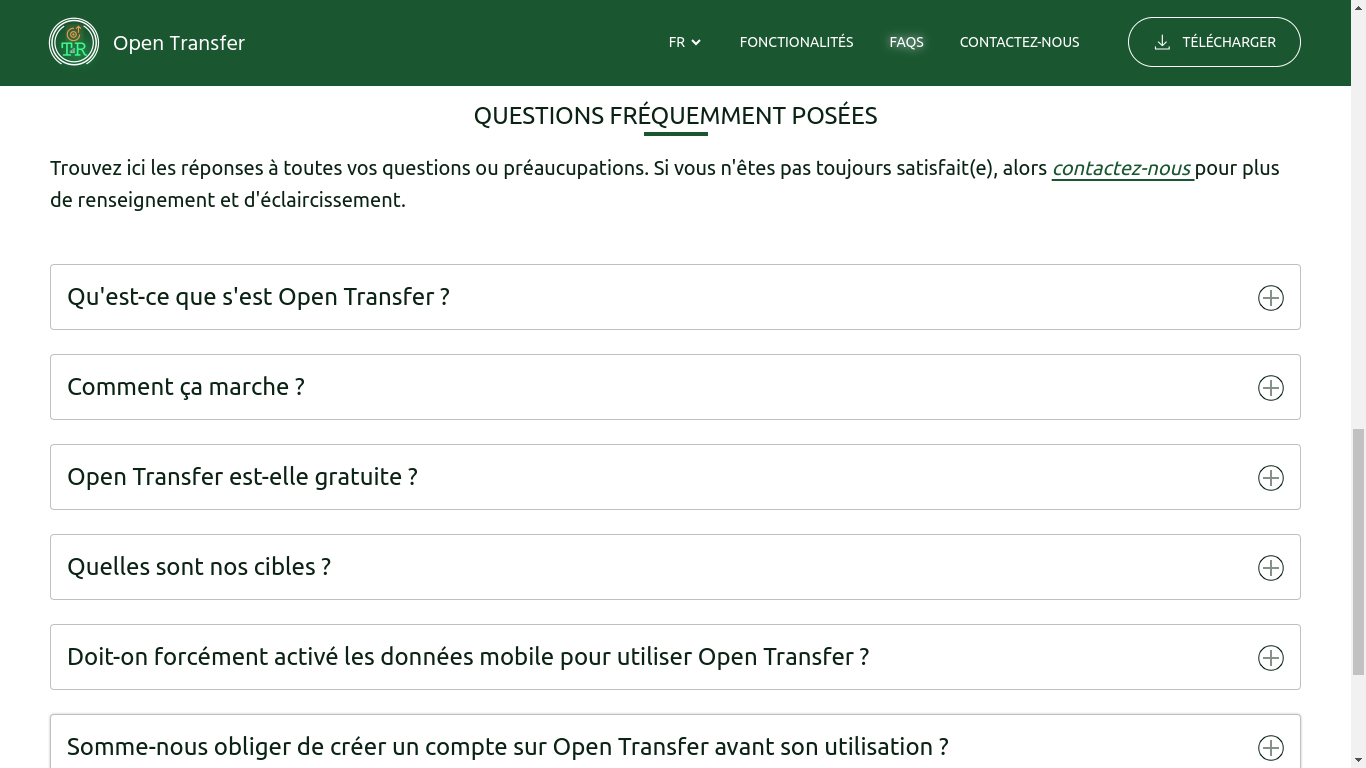 T&R
Open Transfer
FR
FONCTIONALITÉS
FAQS
CONTACTEZ-NOUS
TÉLÉCHARGER
QUESTIONS FRÉQUEMMENT POSÉES
Trouvez ici les réponses à toutes vos questions ou préaucupations. Si vous n'êtes pas toujours satisfait(e), alors contactez-nous pour plus
de renseignement et d'éclaircissement.
Qu'est-ce que s'est Open Transfer ?
Comment ça marche ?
Open Transfer est-elle gratuite ?
Quelles sont nos cibles ?
Doit-on forcément activé les données mobile pour utiliser Open Transfer ?
Somme-nous obliger de créer un compte sur Open Transfer avant son utilisation ?